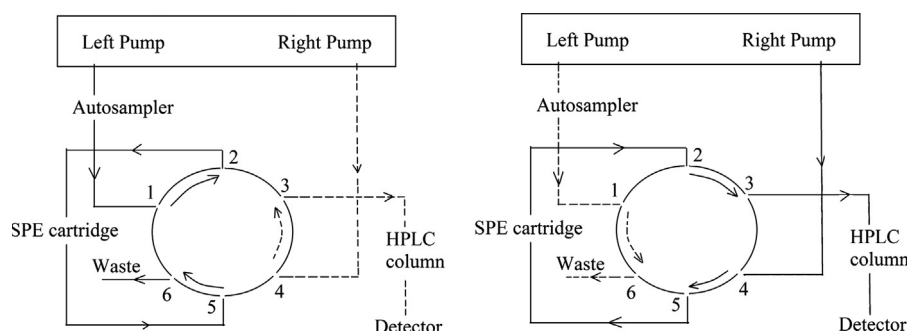 Left Pump Right Pump
Autosampler
2
1 3
SPE cartridge
HPLC
column
Waste
6 4
5
Detector
Left Pump Right Pump
Autosampler
2
1 3
SPE cartridge
HPLC
column
Waste
6 4
5
Detector